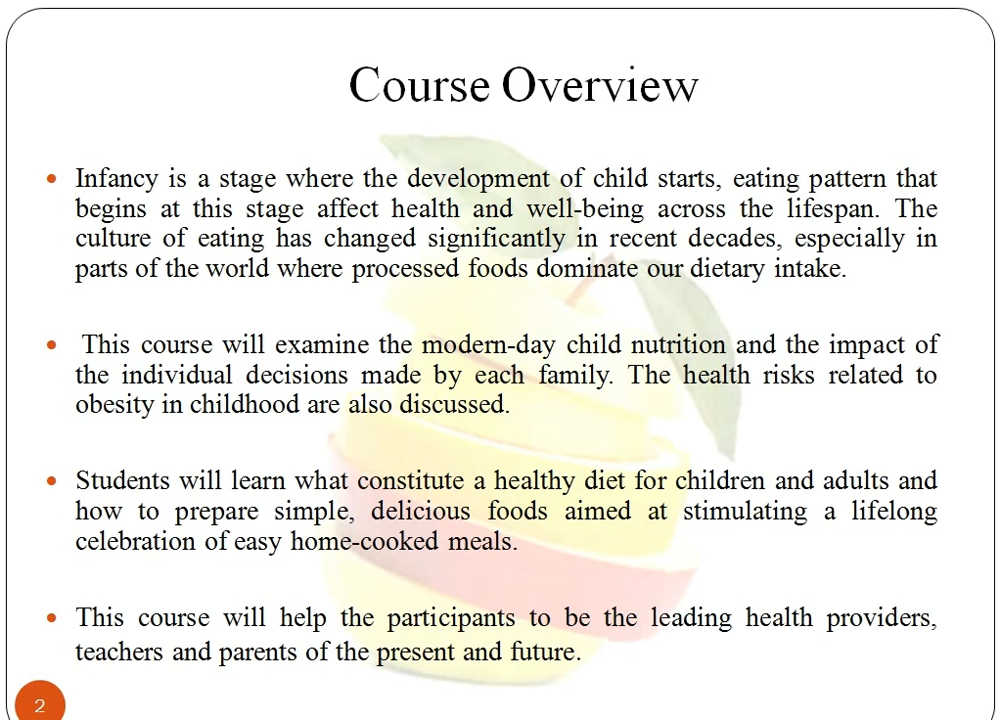 Course Overview
• Infancy is a stage where the development of child starts, eating pattern that
begins at this stage affect health and well-being across the lifespan. The
culture of eating has changed significantly in recent decades, especially in
parts of the world where processed foods dominate our dietary intake.
• This course will examine the modern-day child nutrition and the impact of
the individual decisions made by each family. The health risks related to
obesity in childhood are also discussed.
• Students will learn what constitute a healthy diet for children and adults and
how to prepare simple, delicious foods aimed at stimulating a lifelong
celebration of easy home-cooked meals.
• This course will help the participants to be the leading health providers,
teachers and parents of the present and future.
2